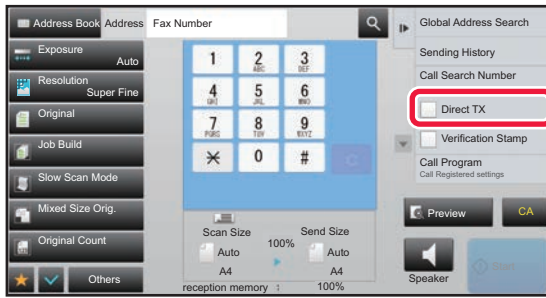 Address Book Address Fax Number
Global Address Search
Exposure
Auto
Sending History
Resolution
Super Fine
Call Search Number
Original
Direct TX
Job Build
Verification Stamp
Slow Scan Mode
Call Program
Call Registered settings
Mixed Size Orig.
Preview CA
Original Count
Others
1 2 3
ABC DEF
4 5 6
GHI JKL MNO
7 8 9
PQRS TUV WXYZ
0 #
C
Scan Size 100% Send Size
Auto Auto
A4 A4
reception memory : 100%
Speaker
Start